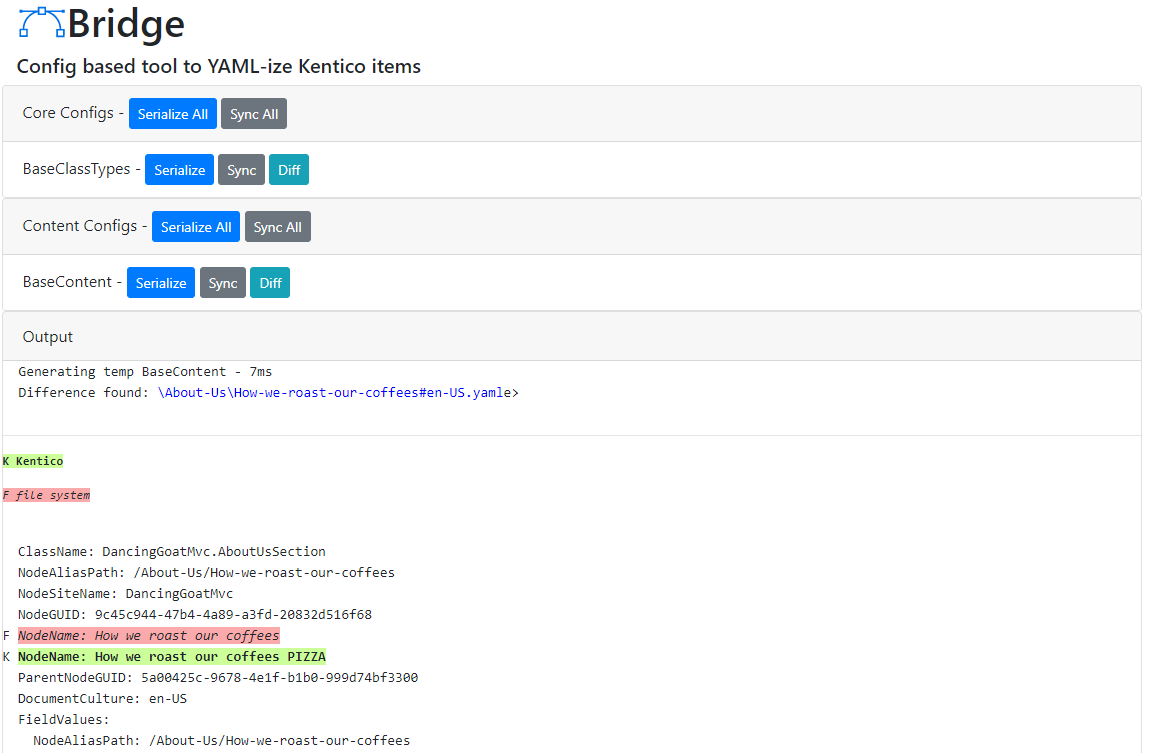 Bridge
Config based tool to YAML-ize Kentico items
Core Configs - Serialize All Sync All
BaseClassTypes - Serialize Sync Diff
Content Configs - Serialize All Sync All
BaseContent - Serialize Sync Diff
Output
Generating temp BaseContent - 7ms
Difference found: \About-Us\How-we-roast-our-coffees#en-US.yamle>
K Kentico
F file system
ClassName: DancingGoatMvc.AboutUsSection
NodeAliasPath: /About-Us/How-we-roast-our-coffees
NodeSiteName: DancingGoatMvc
NodeGUID: 9c45c944-47b4-4a89-a3fd-20832d516f68
F NodeName: How we roast our coffees
K NodeName: How we roast our coffees PIZZA
ParentNodeGUID: 5a00425c-9678-4e1f-b1b0-999d74bf3300
DocumentCulture: en-US
FieldValues:
NodeAliasPath: /About-Us/How-we-roast-our-coffees